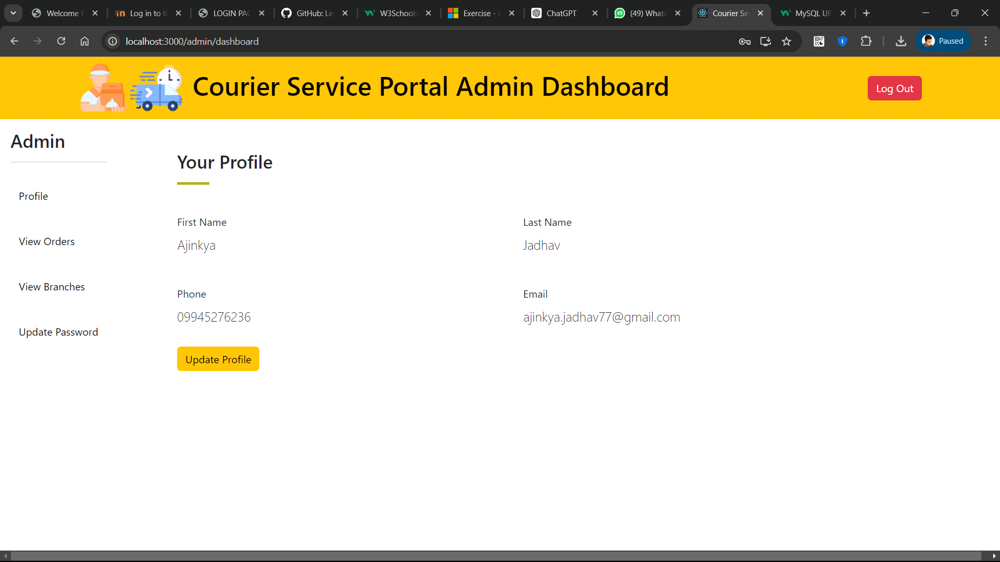 Welcome t
Log in to t
LOGIN PAG
GitHub: Le
W3Schools
Exercise -
ChatGPT
(49) Whats
Courier Se
MySQL UP
localhost:3000/admin/dashboard
Paused
Courier Service Portal Admin Dashboard
Log Out
Admin
Your Profile
Profile
First Name
Last Name
View Orders
Ajinkya
Jadhav
View Branches
Phone
Email
09945276236
ajinkya.jadhav77@gmail.com
Update Password
Update Profile